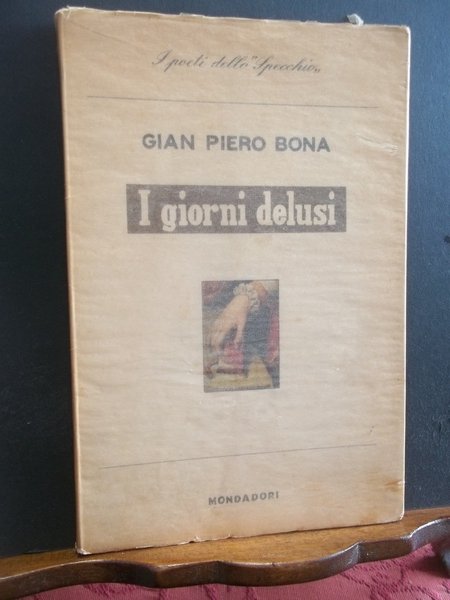 I poeti dello "Specchio„
GIAN PIERO BONA
I giorni delusi
MONDADORI